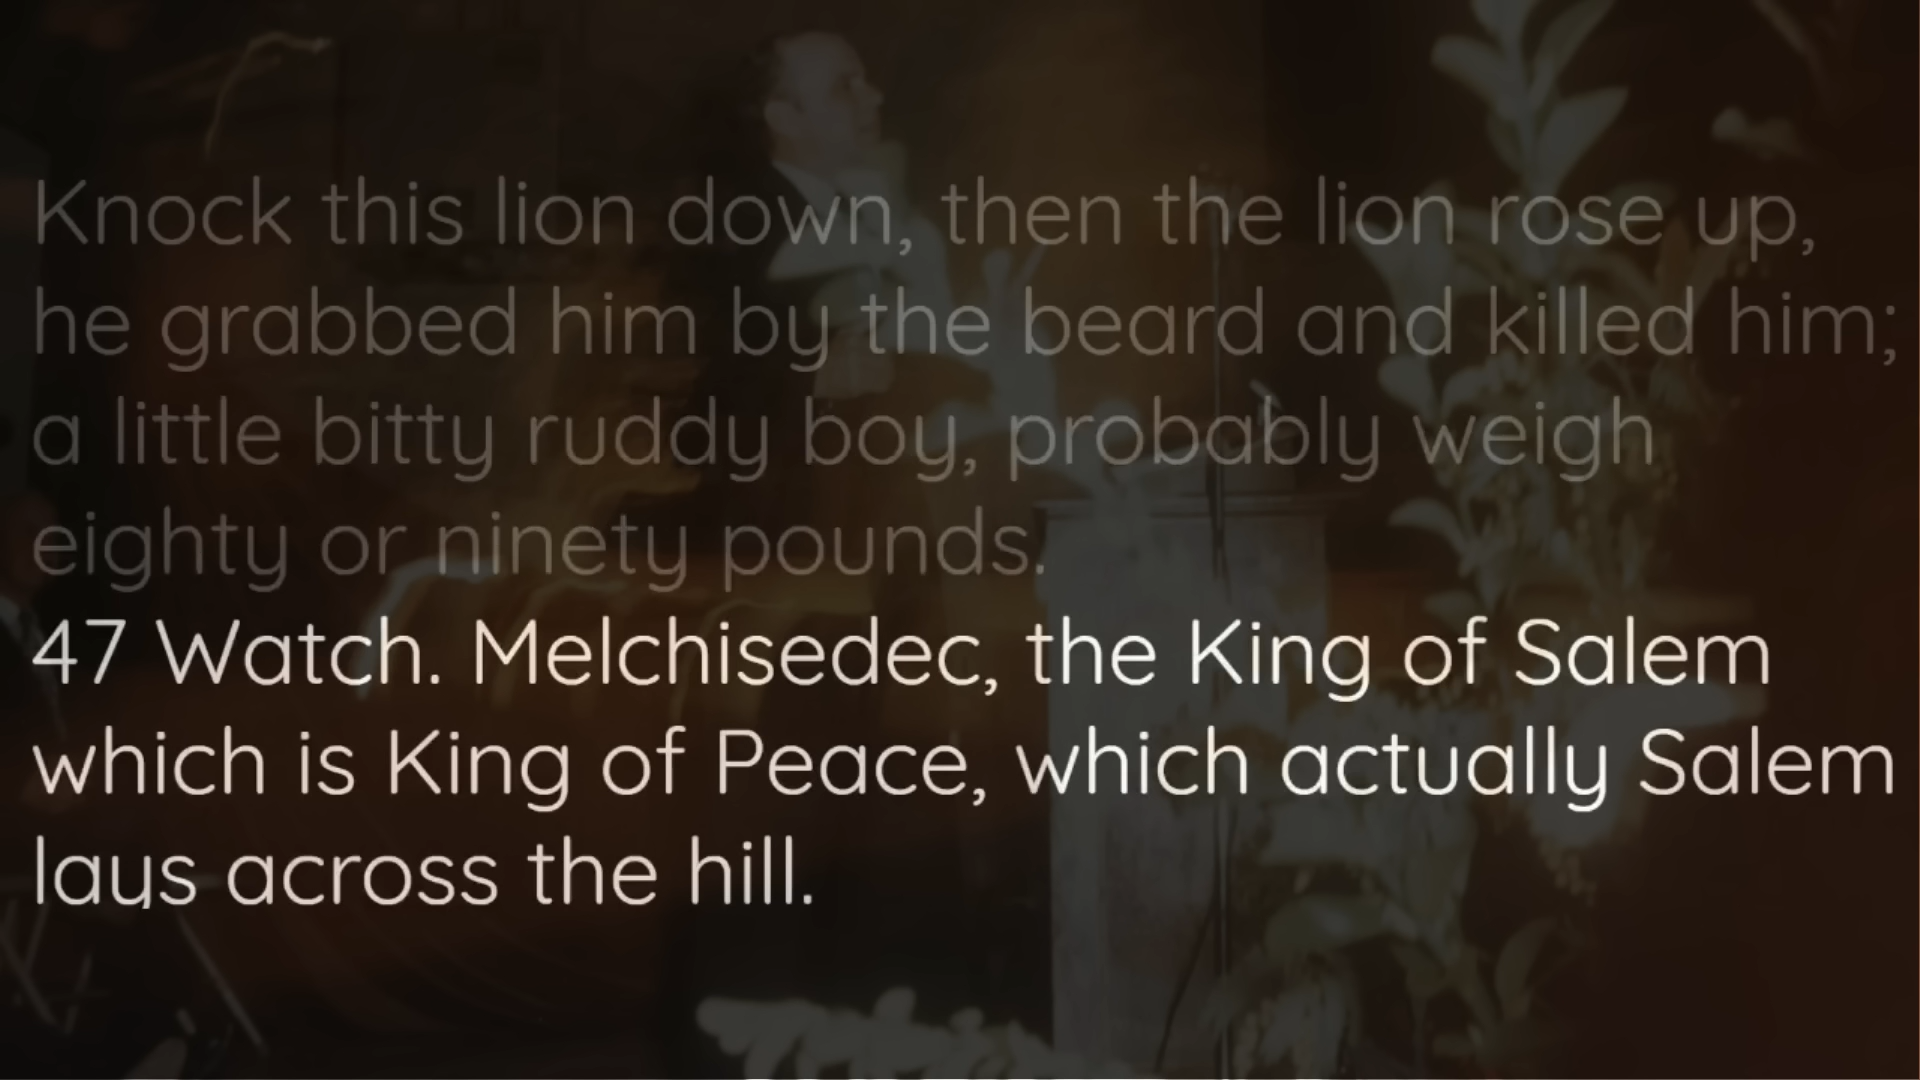 Knock this lion down, then the lion rose up,
he grabbed him by the beard and killed him;
a little bitty ruddy boy, probably weigh
eighty or ninety pounds.
47 Watch. Melchisedec, the King of Salem
which is King of Peace, which actually Salem
lays across the hill.